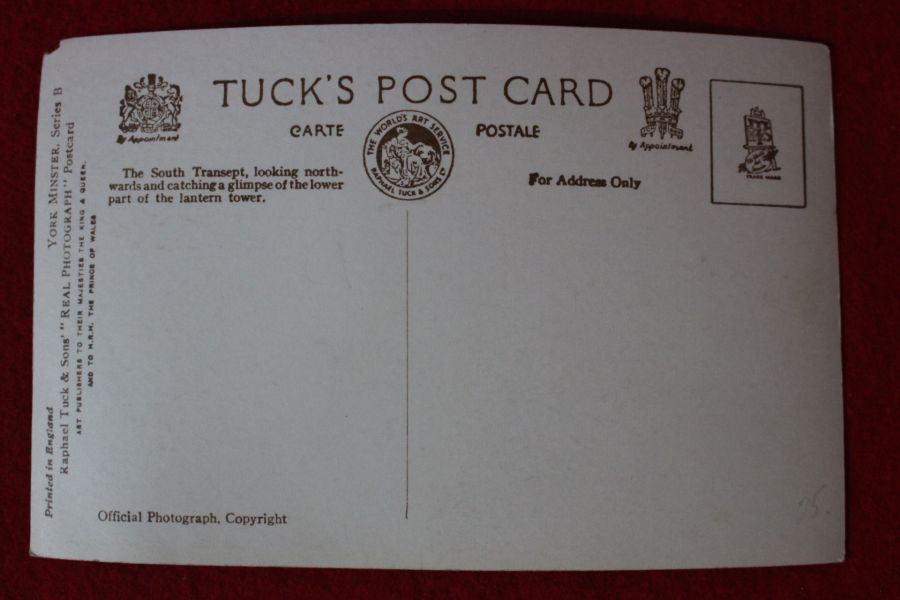 TUCK'S POST CARD
CARTE POSTALE
By Appointment
THE WORLD'S ART SERVICE
RAPHAEL TUCK & SONS LD
By Appointment
TRADE MARK
The South Transept, looking north-
wards and catching a glimpse of the lower
part of the lantern tower.
For Address Only
Printed in England
YORK MINSTER, Series B
Raphael Tuck & Sons' "REAL PHOTOGRAPH" Postcard
ART PUBLISHERS TO THEIR MAJESTIES THE KING & QUEEN,
AND TO H.R.H. THE PRINCE OF WALES
Official Photograph, Copyright